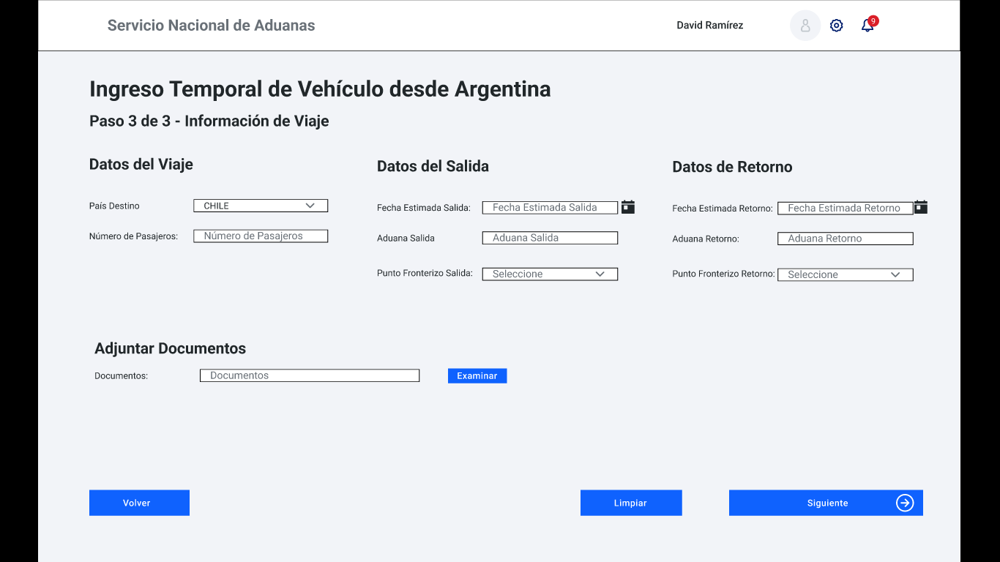 Servicio Nacional de Aduanas
David Ramírez
9
Ingreso Temporal de Vehículo desde Argentina
Paso 3 de 3 - Información de Viaje
Datos del Viaje
País Destino
CHILE
Número de Pasajeros:
Número de Pasajeros
Datos del Salida
Fecha Estimada Salida:
Fecha Estimada Salida
Aduana Salida
Aduana Salida
Punto Fronterizo Salida:
Seleccione
Datos de Retorno
Fecha Estimada Retorno:
Fecha Estimada Retorno
Aduana Retorno:
Aduana Retorno
Punto Fronterizo Retorno:
Seleccione
Adjuntar Documentos
Documentos:
Documentos
Examinar
Volver
Limpiar
Siguiente